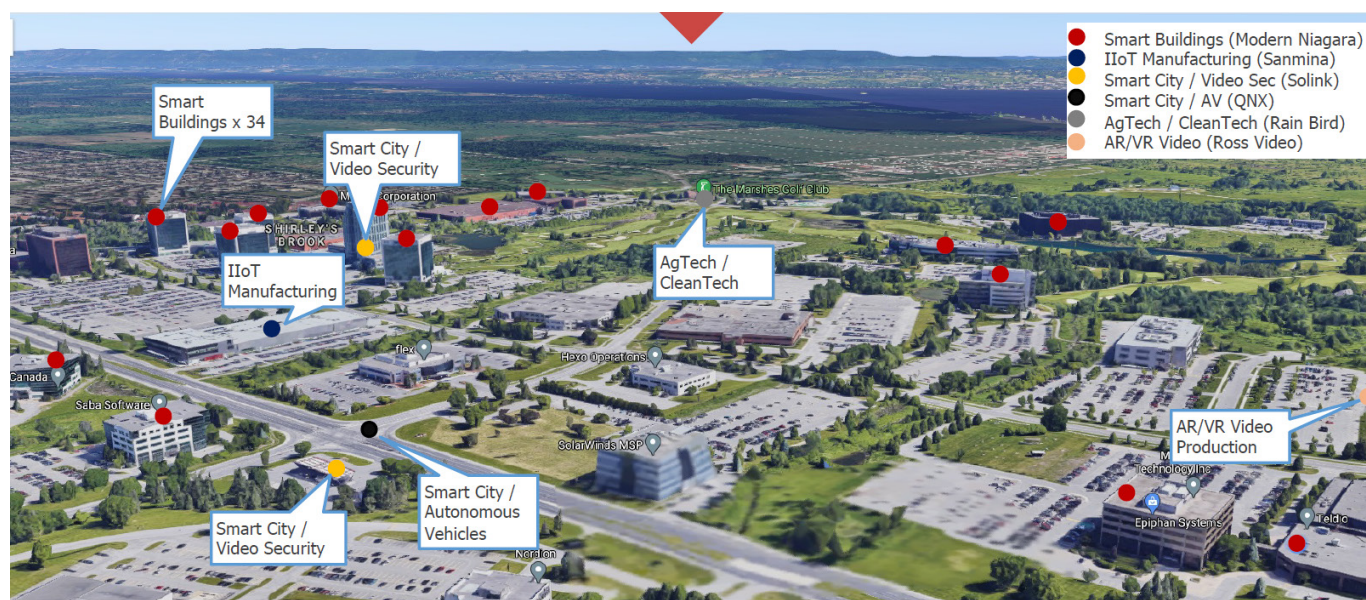 Smart Buildings (Modern Niagara)
IIoT Manufacturing (Sanmina)
Smart City / Video Sec (Solink)
Smart City / AV (QNX)
AgTech / CleanTech (Rain Bird)
AR/VR Video (Ross Video)
Smart
Buildings x 34
Smart City /
Video Security
The Marshes Golf Club
corporation
SHIRLEY'S
BROOK
AgTech /
CleanTech
IIoT
Manufacturing
flex
Hexo Operations
Canada
Saba Software
SolarWinds MSP
AR/VR Video
Production
Technology Inc
Epiphan Systems
Teldio
Smart City /
Autonomous
Vehicles
Smart City /
Video Security
Nordion